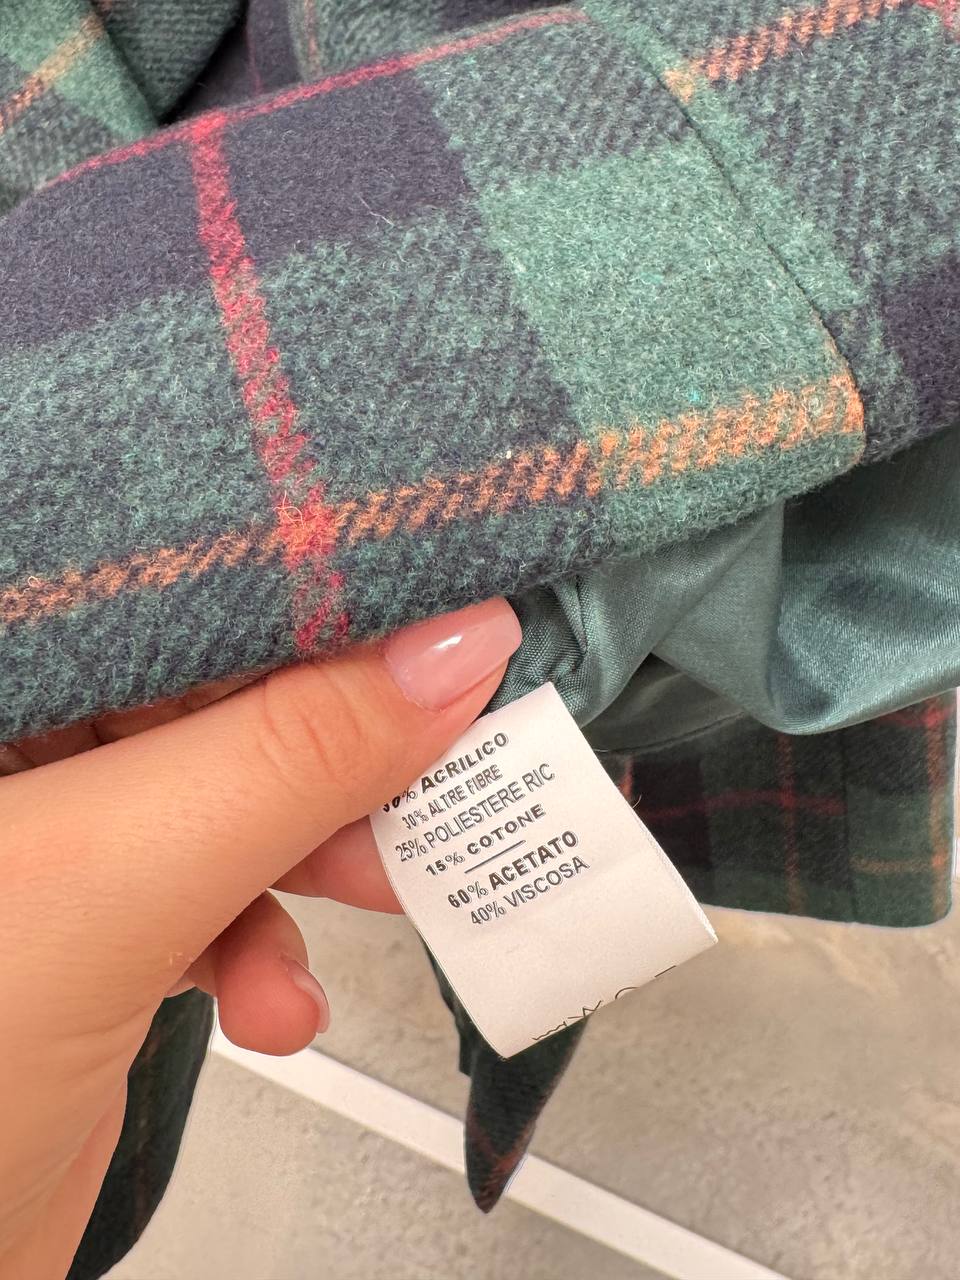 % ACRILICO
30% ALTRE FIBRE
25% POLIESTERE RIC
15% COTONE
60% ACETATO
40% VISCOSA